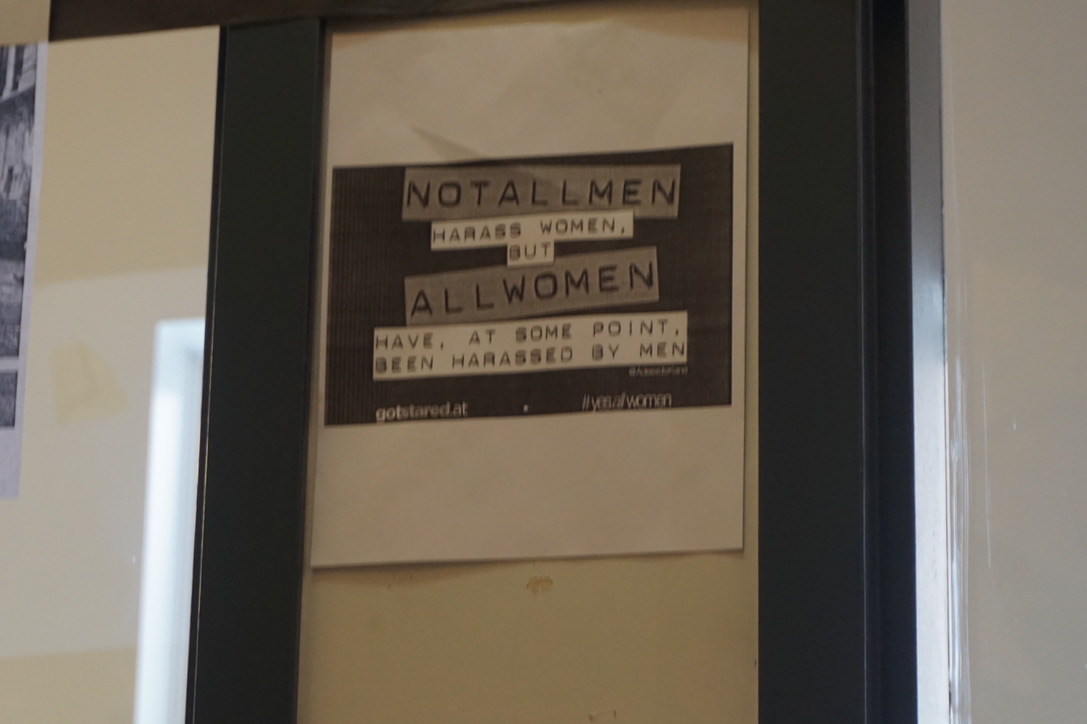 NOTALLMEN
HARASS WOMEN,
BUT
ALLWOMEN
HAVE, AT SOME POINT,
BEEN HARASSED BY MEN
gotstared.at
#yesallwomen